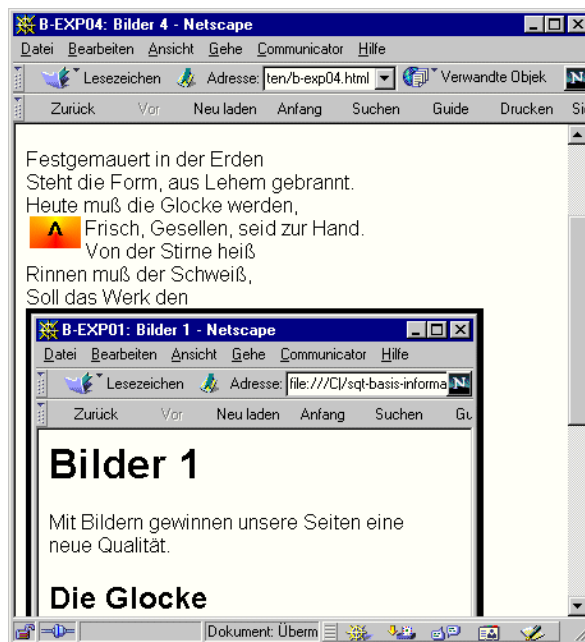 B-EXP04: Bilder 4 - Netscape
Datei Bearbeiten Ansicht Gehe Communicator Hilfe
Lesezeichen Adresse: ten/b-exp04.html Verwandte Objek N
Zurück Vor Neu laden Anfang Suchen Guide Drucken Si
Festgemauert in der Erden
Steht die Form, aus Lehem gebrannt.
Heute muß die Glocke werden,
^ Frisch, Gesellen, seid zur Hand.
Von der Stirne heiß
Rinnen muß der Schweiß,
Soll das Werk den
B-EXP01: Bilder 1 - Netscape
Datei Bearbeiten Ansicht Gehe Communicator Hilfe
Lesezeichen Adresse: file:///C|/sqt-basis-informa N
Zurück Vor Neu laden Anfang Suchen Gu
Bilder 1
Mit Bildern gewinnen unsere Seiten eine
neue Qualität.
Die Glocke
Dokument: Überm